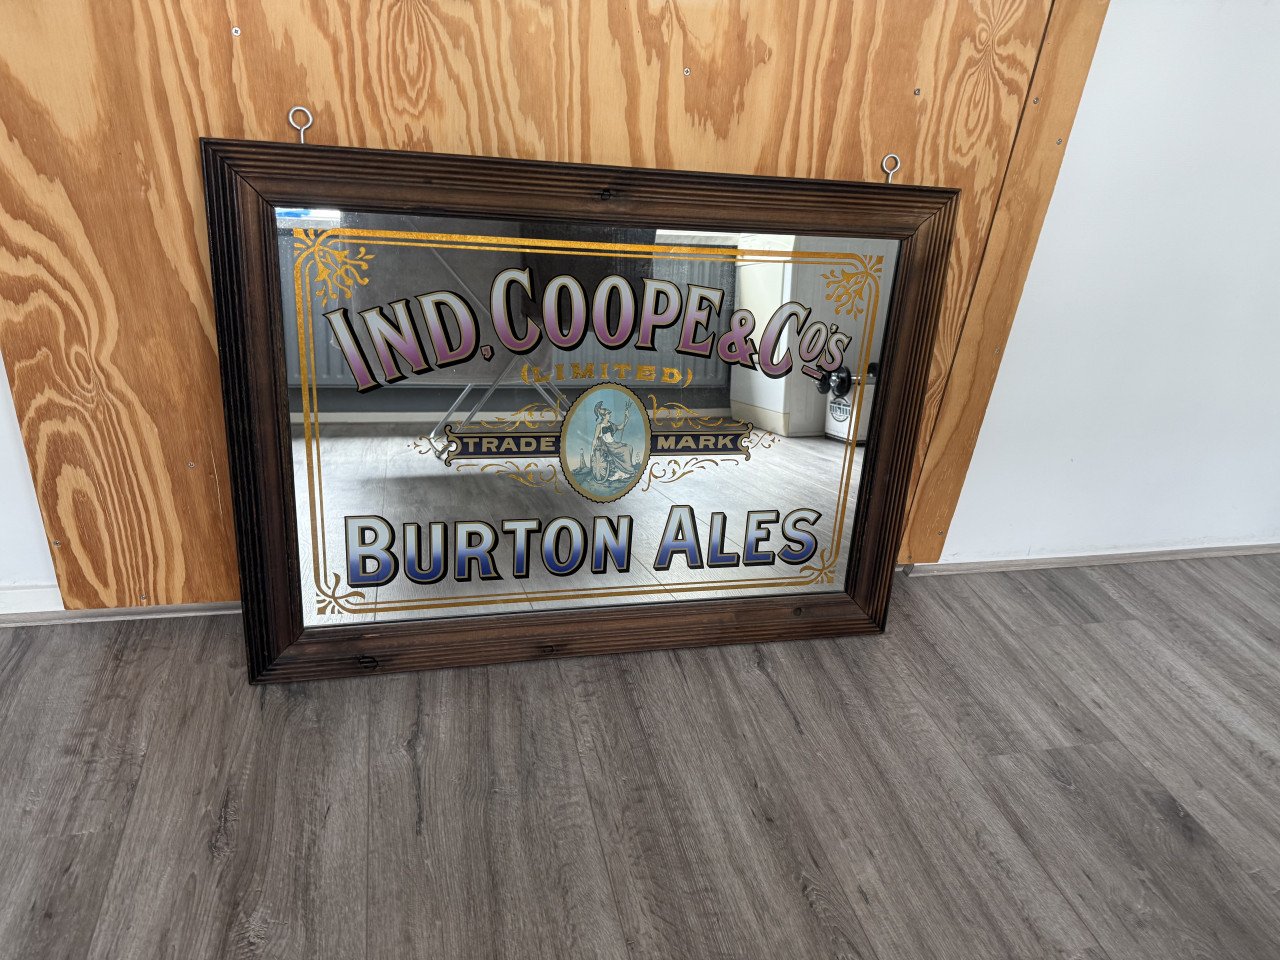 IND, COOPE & Co's
(LIMITED)
TRADE MARK
BURTON ALES